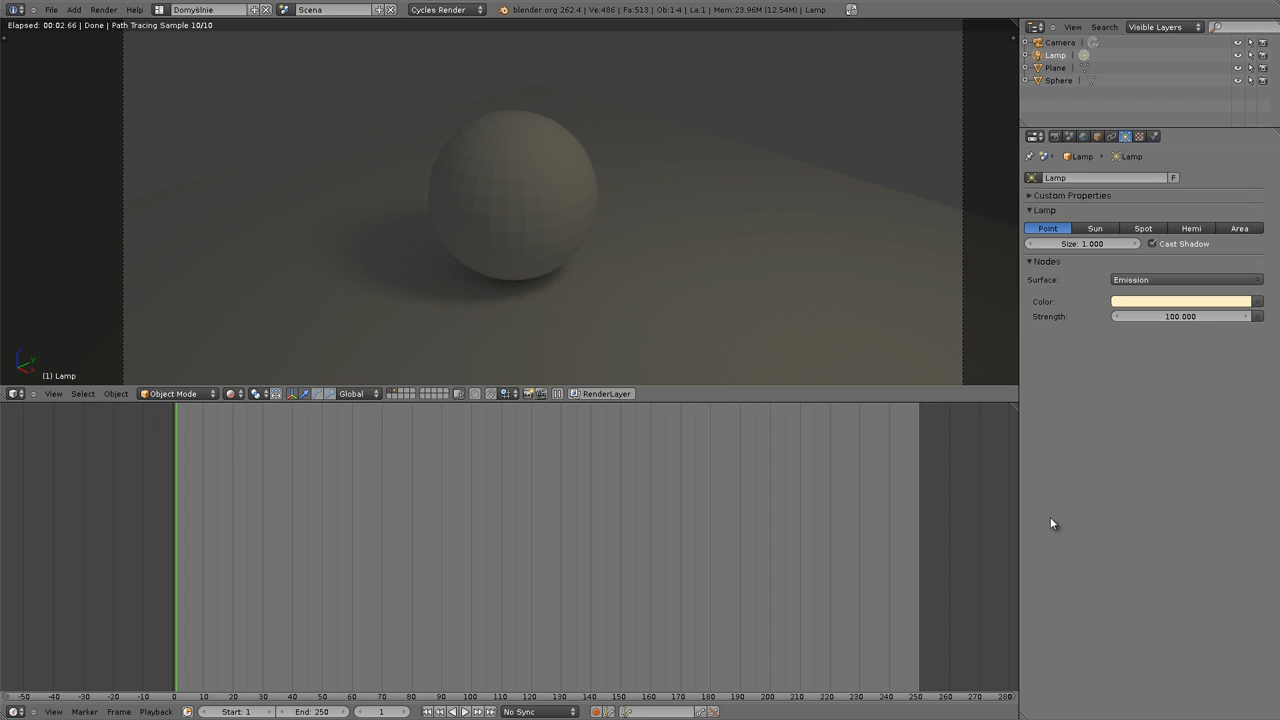 File Add Render Help Domyślnie Scena Cycles Render blender.org 262.4 | Ve:486 | Fa:513 | Ob:1-4 | La:1 | Mem:23.96M (12.54M) | Lamp
Elapsed: 00:02.66 | Done | Path Tracing Sample 10/10
View Search Visible Layers
Camera
Lamp
Plane
Sphere
Lamp Lamp
Lamp F
Custom Properties
Lamp
Point Sun Spot Hemi Area
Size: 1.000 Cast Shadow
Nodes
Surface: Emission
Color:
Strength: 100.000
z
y
x
(1) Lamp
View Select Object Object Mode Global RenderLayer
-50 -40 -30 -20 -10 0 10 20 30 40 50 60 70 80 90 100 110 120 130 140 150 160 170 180 190 200 210 220 230 240 250 260 270 280
View Marker Frame Playback Start: 1 End: 250 1 No Sync